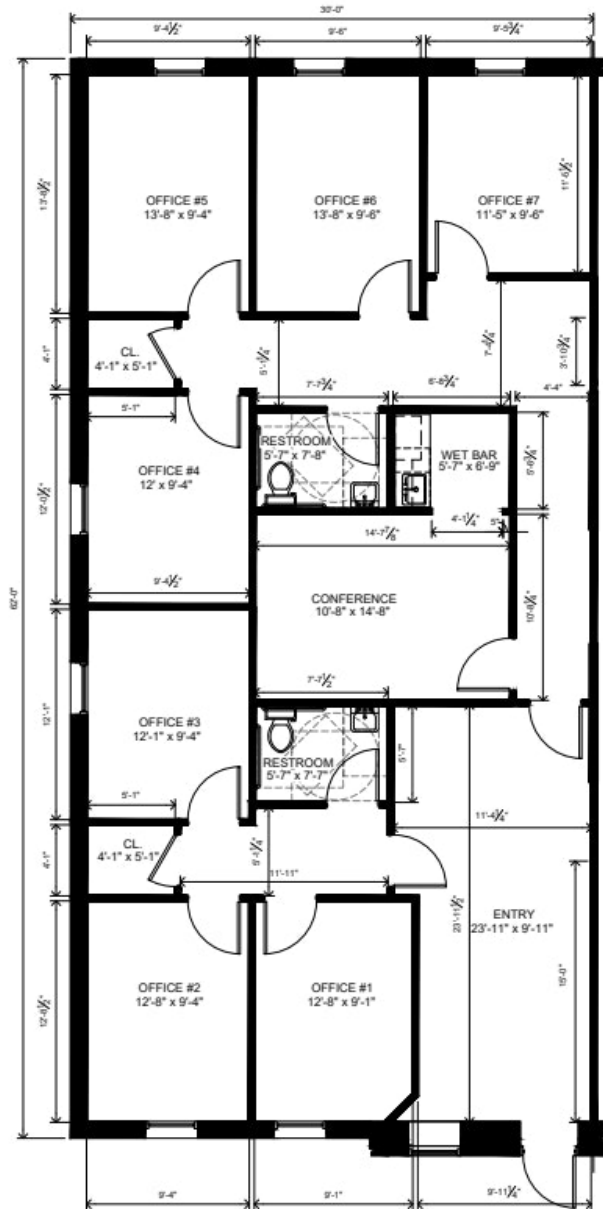 30'-0"
9'-4½"
9'-6"
9'-5¾"
13'-8½"
OFFICE #5
13'-8" x 9'-4"
OFFICE #6
13'-8" x 9'-6"
OFFICE #7
11'-5" x 9'-6"
11'-5½"
4'-1"
CL.
4'-1" x 5'-1"
5'-1¼"
3'-10¾"
7'-7¾"
6'-8¾"
4'-4"
5'-1"
RESTROOM
5'-7" x 7'-8"
WET BAR
5'-7" x 6'-9"
OFFICE #4
12' x 9'-4"
12'-0½"
4'-1¼"
14'-7⅞"
9'-4½"
62'-0"
CONFERENCE
10'-8" x 14'-8"
10'-8¼"
7'-7½"
12'-1"
OFFICE #3
12'-1" x 9'-4"
RESTROOM
5'-7" x 7'-7"
5'-7"
5'-1"
11'-4¼"
4'-1"
CL.
4'-1" x 5'-1"
5'-1¼"
11'-11"
23'-11½"
ENTRY
23'-11" x 9'-11"
15'-0"
12'-8½"
OFFICE #2
12'-8" x 9'-4"
OFFICE #1
12'-8" x 9'-1"
9'-4"
9'-1"
9'-11¼"